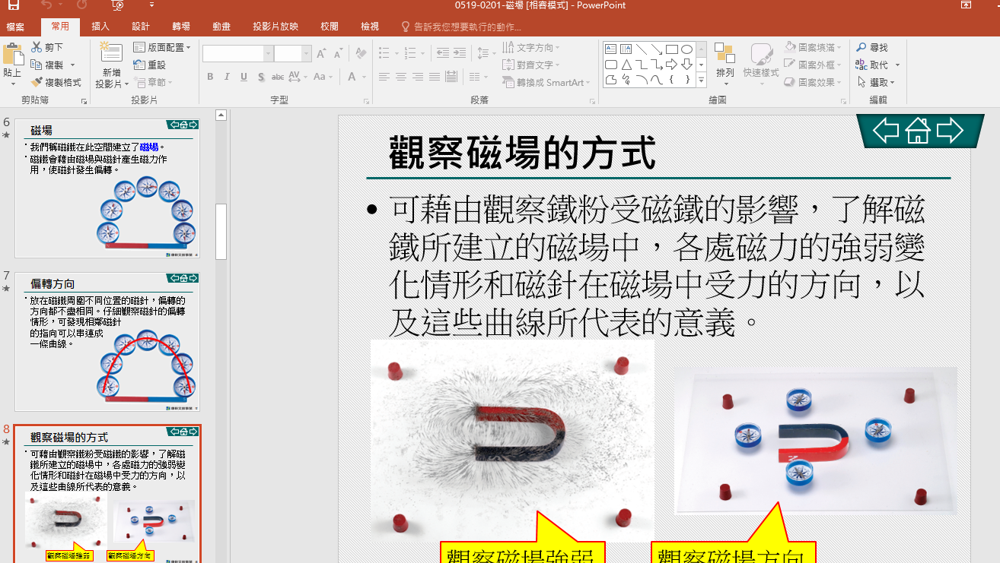 0519-0201-磁場 [相容模式] - PowerPoint
檔案 常用 插入 設計 轉場 動畫 投影片放映 校閱 檢視 告訴我您想要執行的動作...
貼上
剪下
複製
複製格式
剪貼簿
新增
投影片
版面配置
重設
章節
投影片
B I U S abc AV Aa A
字型
文字方向
對齊文字
轉換成 SmartArt
段落
排列
快速樣式
圖案填滿
圖案外框
圖案效果
繪圖
尋找
取代
選取
編輯
6
磁場
我們稱磁鐵在此空間建立了磁場。
磁鐵會藉由磁場與磁針產生磁力作
用，使磁針發生偏轉。
7
偏轉方向
放在磁鐵周圍不同位置的磁針，偏轉的
方向都不盡相同。仔細觀察磁針的偏轉
情形，可發現相鄰磁針
的指向可以串連成
一條曲線。
8
觀察磁場的方式
可藉由觀察鐵粉受磁鐵的影響，了解磁
鐵所建立的磁場中，各處磁力的強弱變
化情形和磁針在磁場中受力的方向，以
及這些曲線所代表的意義。
觀察磁場強弱
觀察磁場方向
觀察磁場的方式
•可藉由觀察鐵粉受磁鐵的影響，了解磁
鐵所建立的磁場中，各處磁力的強弱變
化情形和磁針在磁場中受力的方向，以
及這些曲線所代表的意義。
觀察磁場強弱
觀察磁場方向